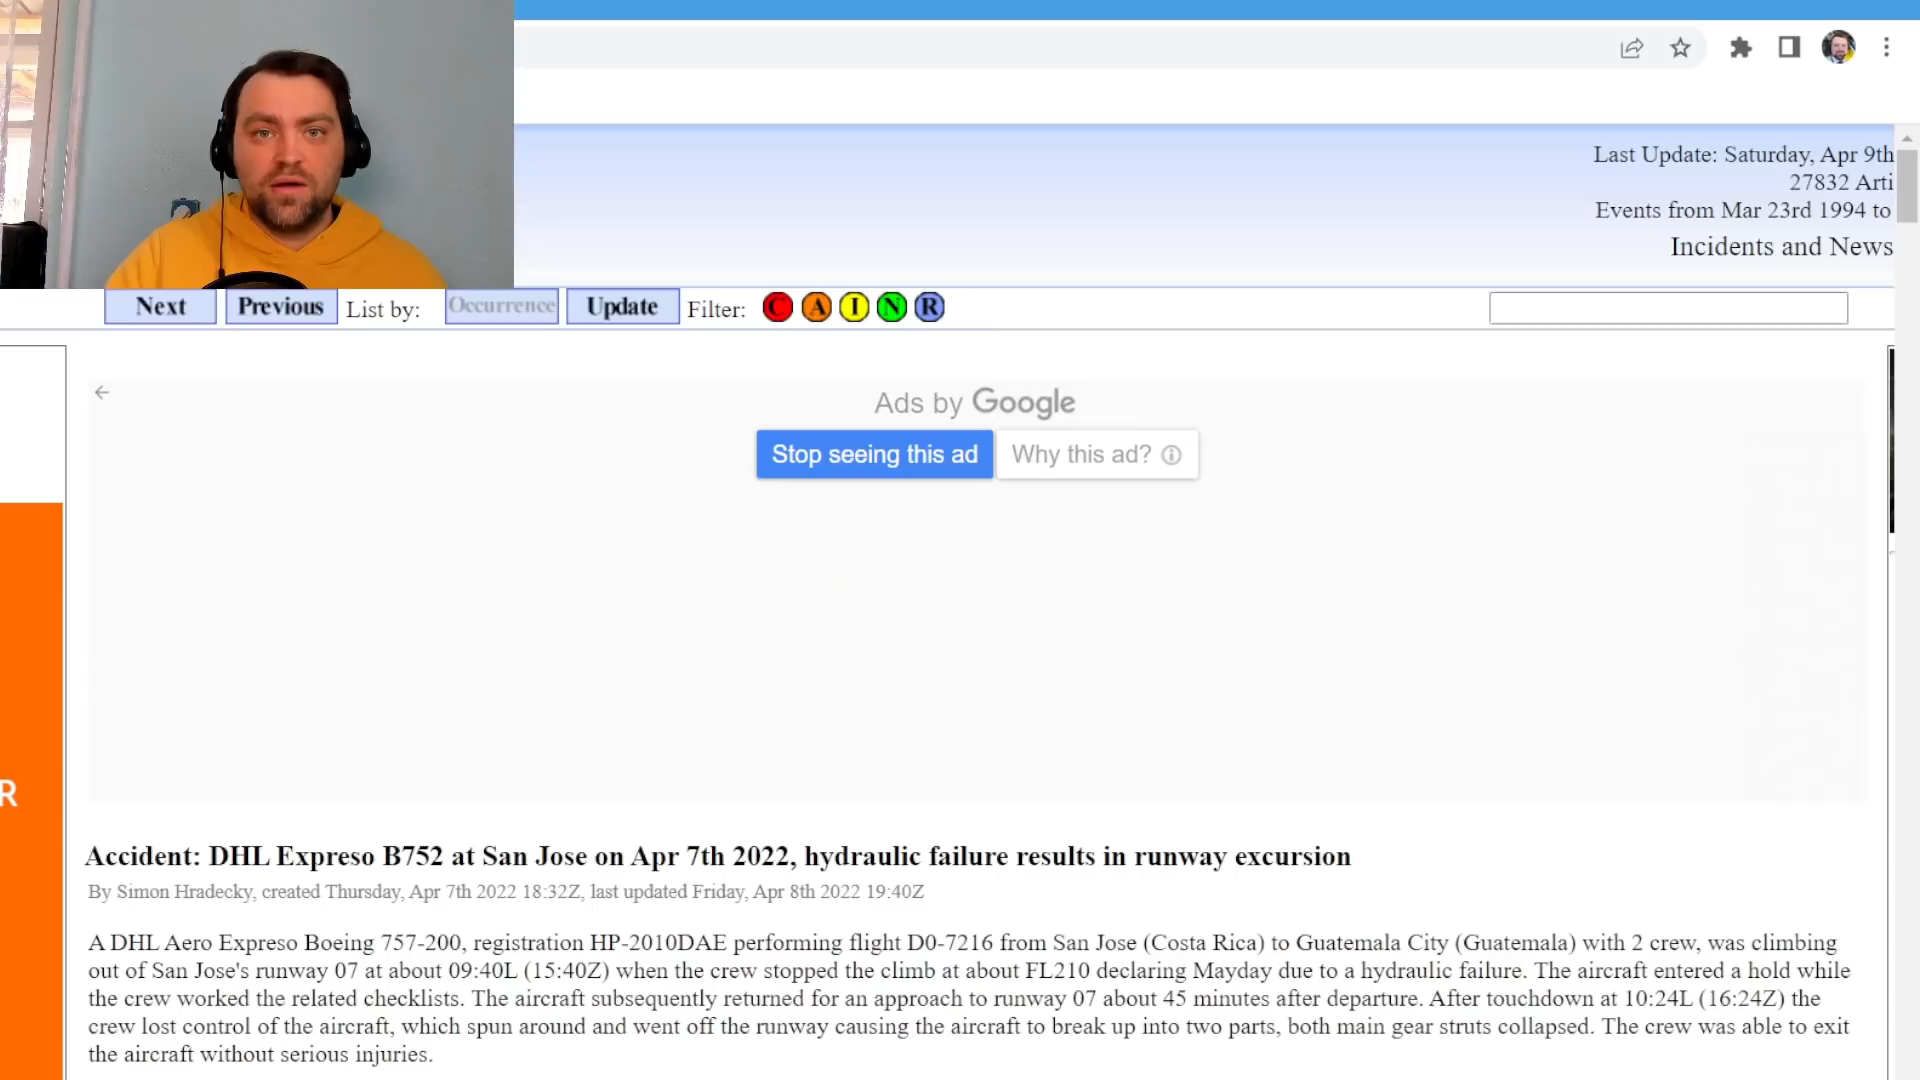 Last Update: Saturday, Apr 9th
27832 Arti
Events from Mar 23rd 1994 to
Incidents and News
Next Previous List by: Occurrence Update Filter: C A I N R
Ads by Google
Stop seeing this ad Why this ad?
R
Accident: DHL Expreso B752 at San Jose on Apr 7th 2022, hydraulic failure results in runway excursion
By Simon Hradecky, created Thursday, Apr 7th 2022 18:32Z, last updated Friday, Apr 8th 2022 19:40Z
A DHL Aero Expreso Boeing 757-200, registration HP-2010DAE performing flight D0-7216 from San Jose (Costa Rica) to Guatemala City (Guatemala) with 2 crew, was climbing
out of San Jose's runway 07 at about 09:40L (15:40Z) when the crew stopped the climb at about FL210 declaring Mayday due to a hydraulic failure. The aircraft entered a hold while
the crew worked the related checklists. The aircraft subsequently returned for an approach to runway 07 about 45 minutes after departure. After touchdown at 10:24L (16:24Z) the
crew lost control of the aircraft, which spun around and went off the runway causing the aircraft to break up into two parts, both main gear struts collapsed. The crew was able to exit
the aircraft without serious injuries.